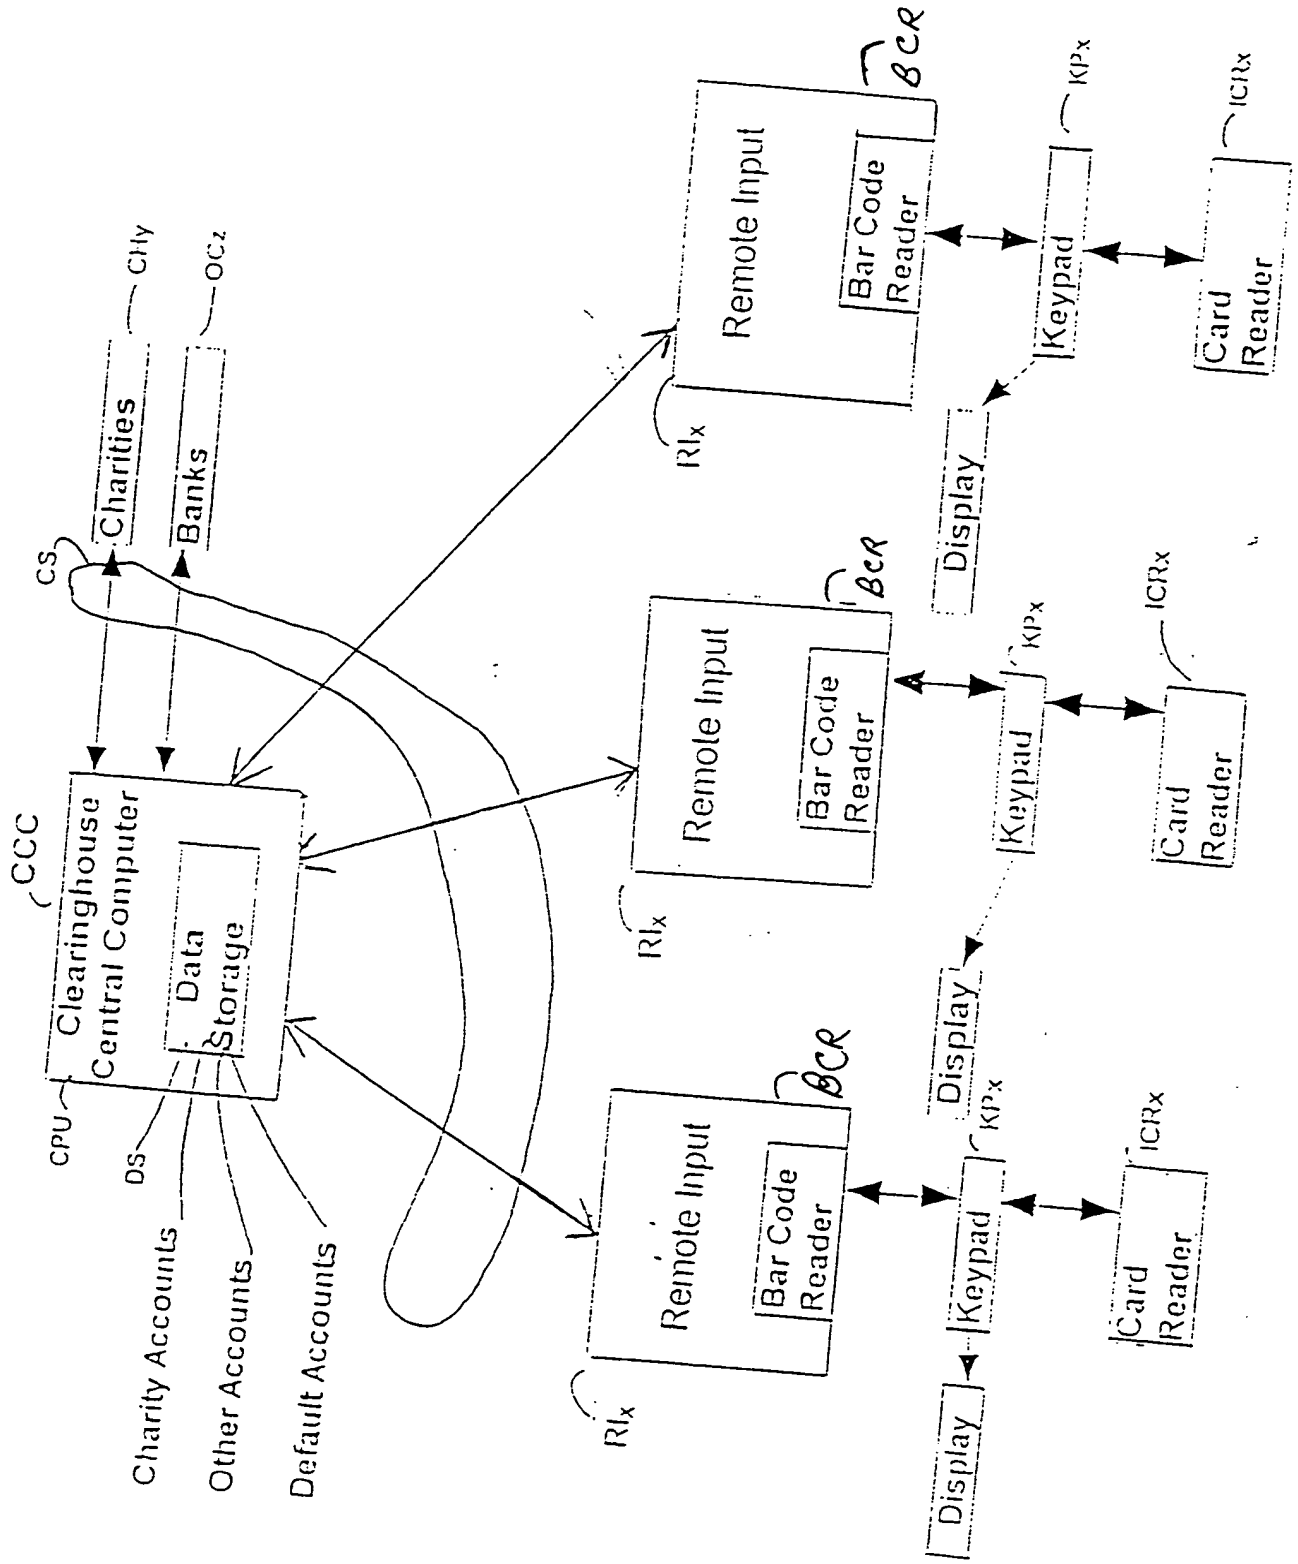 CCC
Clearinghouse
Central Computer
Data
Storage
CPU
DS
Charity Accounts
Other Accounts
Default Accounts
CS
Charities
CHy
Banks
OCz
RIx
Remote Input
Bar Code
Reader
BCR
Display
Keypad
KPx
Card
Reader
ICRx
RIx
Remote Input
Bar Code
Reader
BCR
Display
Keypad
KPx
Card
Reader
ICRx
RIx
Remote Input
Bar Code
Reader
BCR
Display
Keypad
KPx
Card
Reader
ICRx